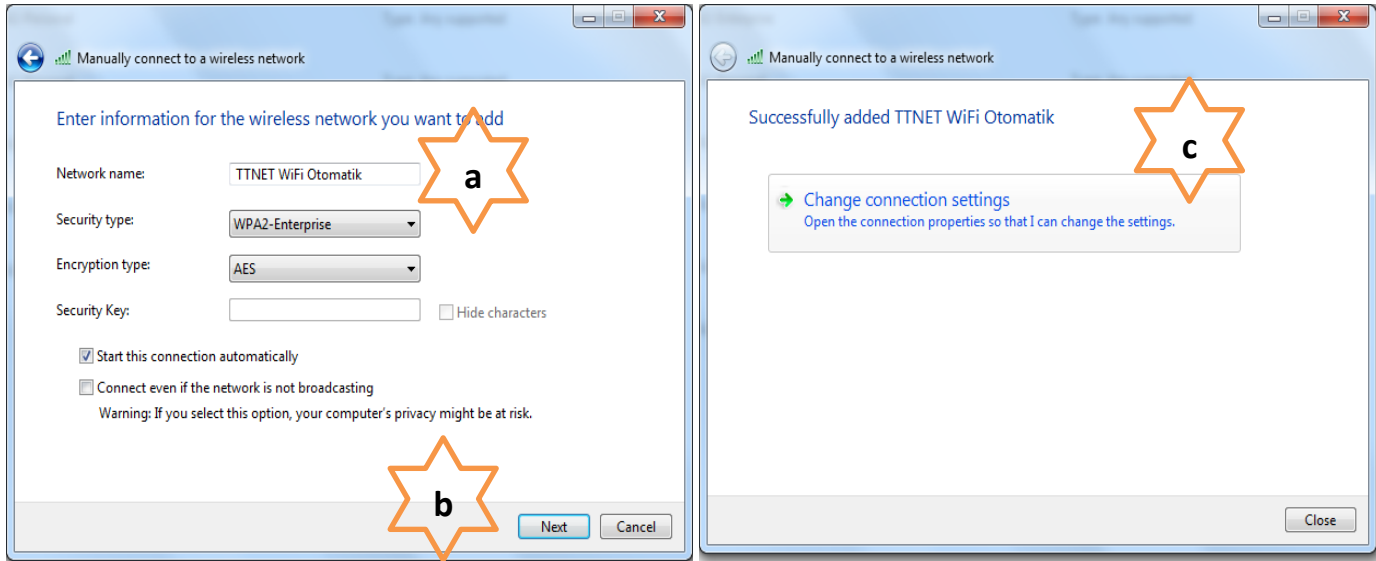 Manually connect to a wireless network
Enter information for the wireless network you want to add
a
Network name:
TTNET WiFi Otomatik
Security type:
WPA2-Enterprise
Encryption type:
AES
Security Key:
Hide characters
Start this connection automatically
Connect even if the network is not broadcasting
Warning: If you select this option, your computer's privacy might be at risk.
b
Next
Cancel
Manually connect to a wireless network
Successfully added TTNET WiFi Otomatik
c
Change connection settings
Open the connection properties so that I can change the settings.
Close